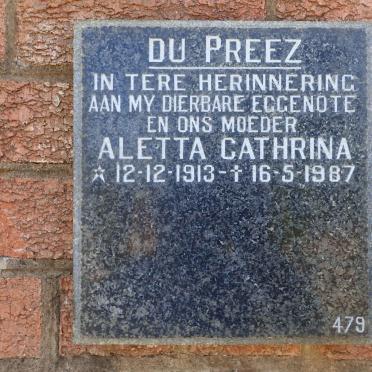 DU PREEZ
IN TERE HERINNERING
AAN MY DIERBARE EGGENOTE
EN ONS MOEDER
ALETTA CATHRINA
☆ 12·12·1913 - ✝ 16·5·1987
479